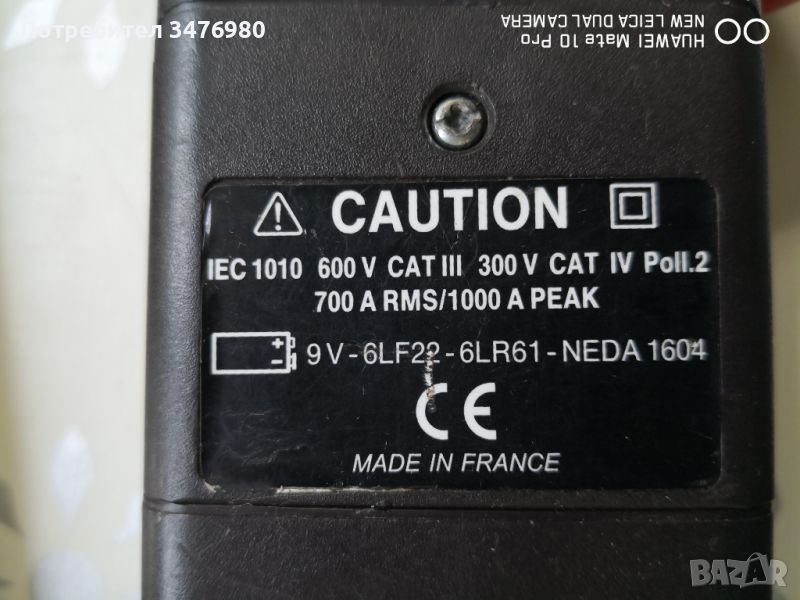 Потребител 3476980
HUAWEI Mate 10 Pro
NEW LEICA DUAL CAMERA
CAUTION
IEC 1010 600 V CAT III 300 V CAT IV Poll.2
700 A RMS/1000 A PEAK
+
-
9 V - 6LF22 - 6LR61 - NEDA 1604
CE
MADE IN FRANCE
BAZAR